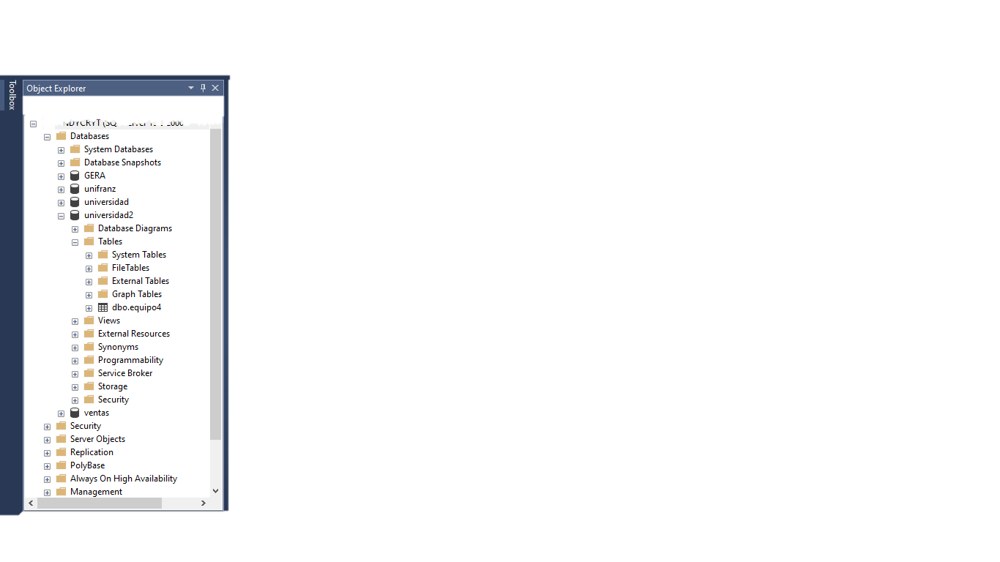 Toolbox
Object Explorer
Databases
System Databases
Database Snapshots
GERA
unifranz
universidad
universidad2
Database Diagrams
Tables
System Tables
FileTables
External Tables
Graph Tables
dbo.equipo4
Views
External Resources
Synonyms
Programmability
Service Broker
Storage
Security
ventas
Security
Server Objects
Replication
PolyBase
Always On High Availability
Management